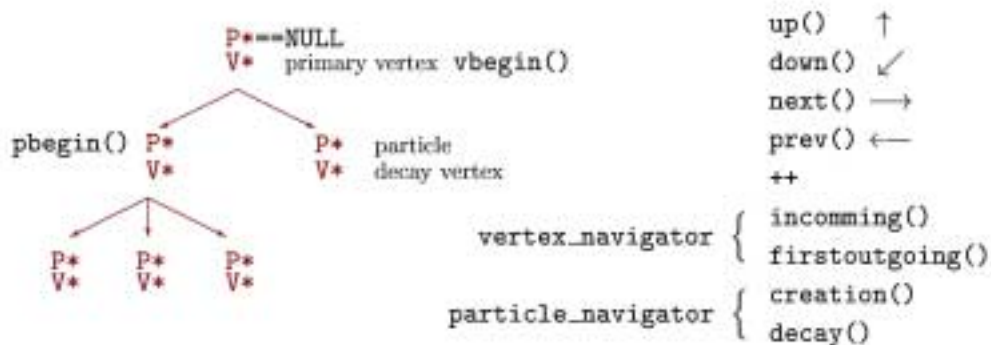 P*==NULL
V* primary vertex vbegin()
pbegin() P*
V*
P* particle
V* decay vertex
P*
V*
P*
V*
P*
V*
up() ↑
down() ↙
next() →
prev() ←
++
vertex_navigator { incomming()
firstoutgoing()
particle_navigator { creation()
decay()